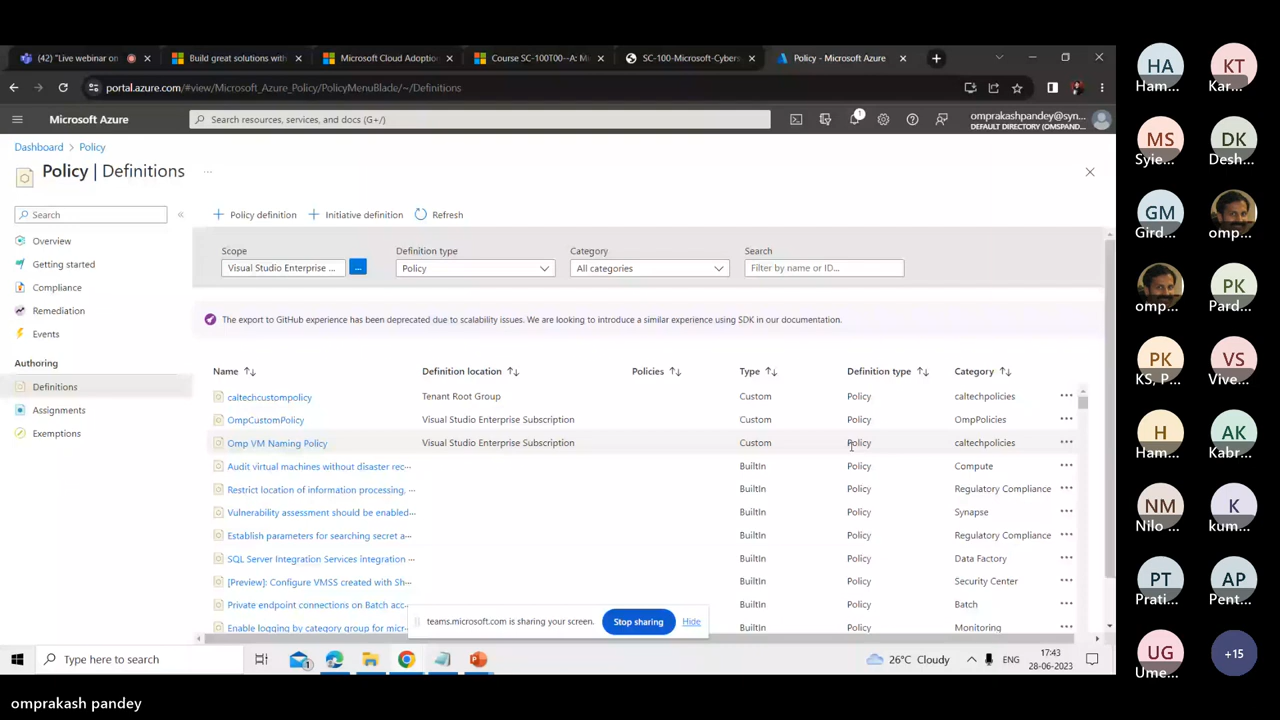 (42) "Live webinar on
Build great solutions with
Microsoft Cloud Adoptio
Course SC-100T00--A: M
SC-100-Microsoft-Cybers
Policy - Microsoft Azure
portal.azure.com/#view/Microsoft_Azure_Policy/PolicyMenuBlade/~/Definitions
Microsoft Azure
Search resources, services, and docs (G+/)
1
omprakashpandey@syn...
DEFAULT DIRECTORY (OMSPAND...
Dashboard > Policy
Policy | Definitions ...
Search
«
Overview
Getting started
Compliance
Remediation
Events
Authoring
Definitions
Assignments
Exemptions
+ Policy definition + Initiative definition Refresh
Scope Definition type Category Search
Visual Studio Enterprise ... ... Policy All categories Filter by name or ID...
The export to GitHub experience has been deprecated due to scalability issues. We are looking to introduce a similar experience using SDK in our documentation.
Name ↑↓ Definition location ↑↓ Policies ↑↓ Type ↑↓ Definition type ↑↓ Category ↑↓
caltechcustompolicy Tenant Root Group Custom Policy caltechpolicies ...
OmpCustomPolicy Visual Studio Enterprise Subscription Custom Policy OmpPolicies ...
Omp VM Naming Policy Visual Studio Enterprise Subscription Custom Policy caltechpolicies ...
Audit virtual machines without disaster rec... BuiltIn Policy Compute ...
Restrict location of information processing, ... BuiltIn Policy Regulatory Compliance ...
Vulnerability assessment should be enabled... BuiltIn Policy Synapse ...
Establish parameters for searching secret a... BuiltIn Policy Regulatory Compliance ...
SQL Server Integration Services integration ... BuiltIn Policy Data Factory ...
[Preview]: Configure VMSS created with Sh... BuiltIn Policy Security Center ...
Private endpoint connections on Batch acc... BuiltIn Policy Batch ...
Enable logging by category group for micr... BuiltIn Policy Monitoring ...
teams.microsoft.com is sharing your screen. Stop sharing Hide
Type here to search
1
26°C Cloudy
ENG
17:43
28-06-2023
HA
Ham...
KT
Kar...
MS
Syie...
DK
Desh...
GM
Gird...
omp...
omp...
PK
Pard...
PK
KS, P...
VS
Vive...
H
Ham...
AK
Kabr...
NM
Nilo ...
K
kum...
PT
Prati...
AP
Pent...
UG
Ume...
+15
omprakash pandey